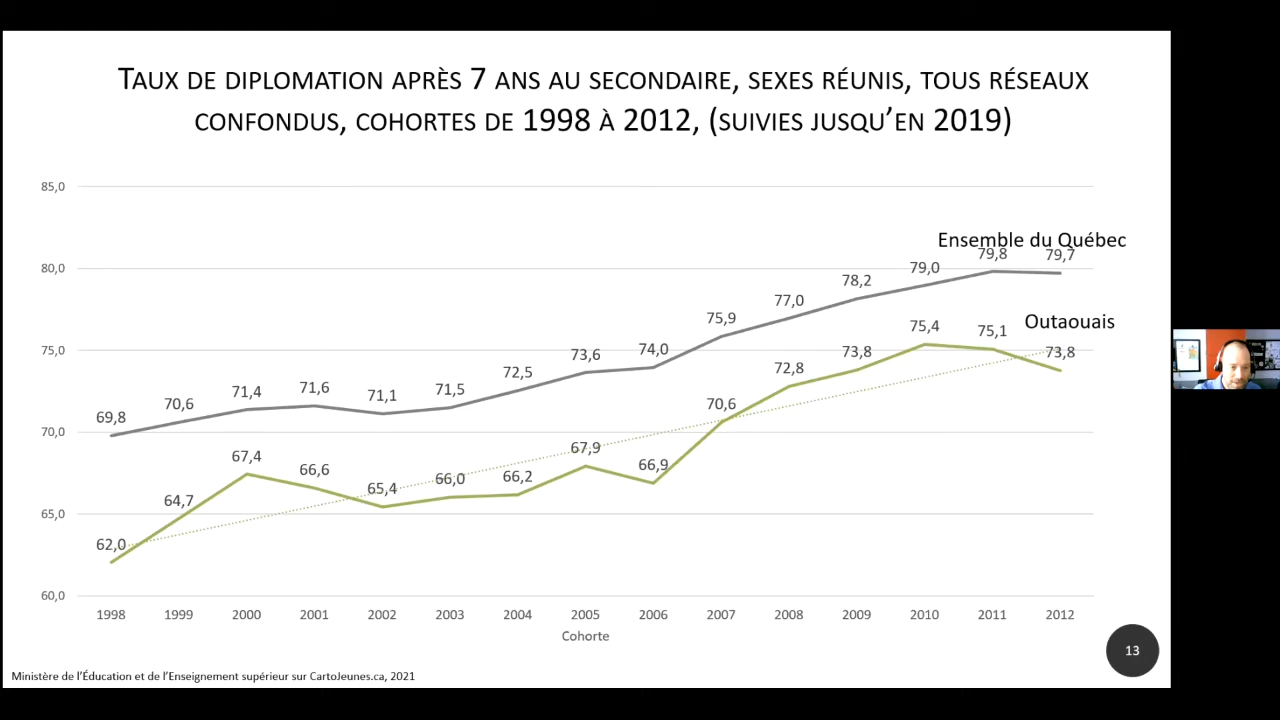 TAUX DE DIPLOMATION APRÈS 7 ANS AU SECONDAIRE, SEXES RÉUNIS, TOUS RÉSEAUX
CONFONDUS, COHORTES DE 1998 À 2012, (SUIVIES JUSQU'EN 2019)
85,0
80,0
75,0
70,0
65,0
60,0
Ensemble du Québec
69,8 70,6 71,4 71,6 71,1 71,5 72,5 73,6 74,0 75,9 77,0 78,2 79,0 79,8 79,7
Outaouais
62,0 64,7 67,4 66,6 65,4 66,0 66,2 67,9 66,9 70,6 72,8 73,8 75,4 75,1 73,8
1998 1999 2000 2001 2002 2003 2004 2005 2006 2007 2008 2009 2010 2011 2012
Cohorte
13
Ministère de l'Éducation et de l'Enseignement supérieur sur CartoJeunes.ca, 2021